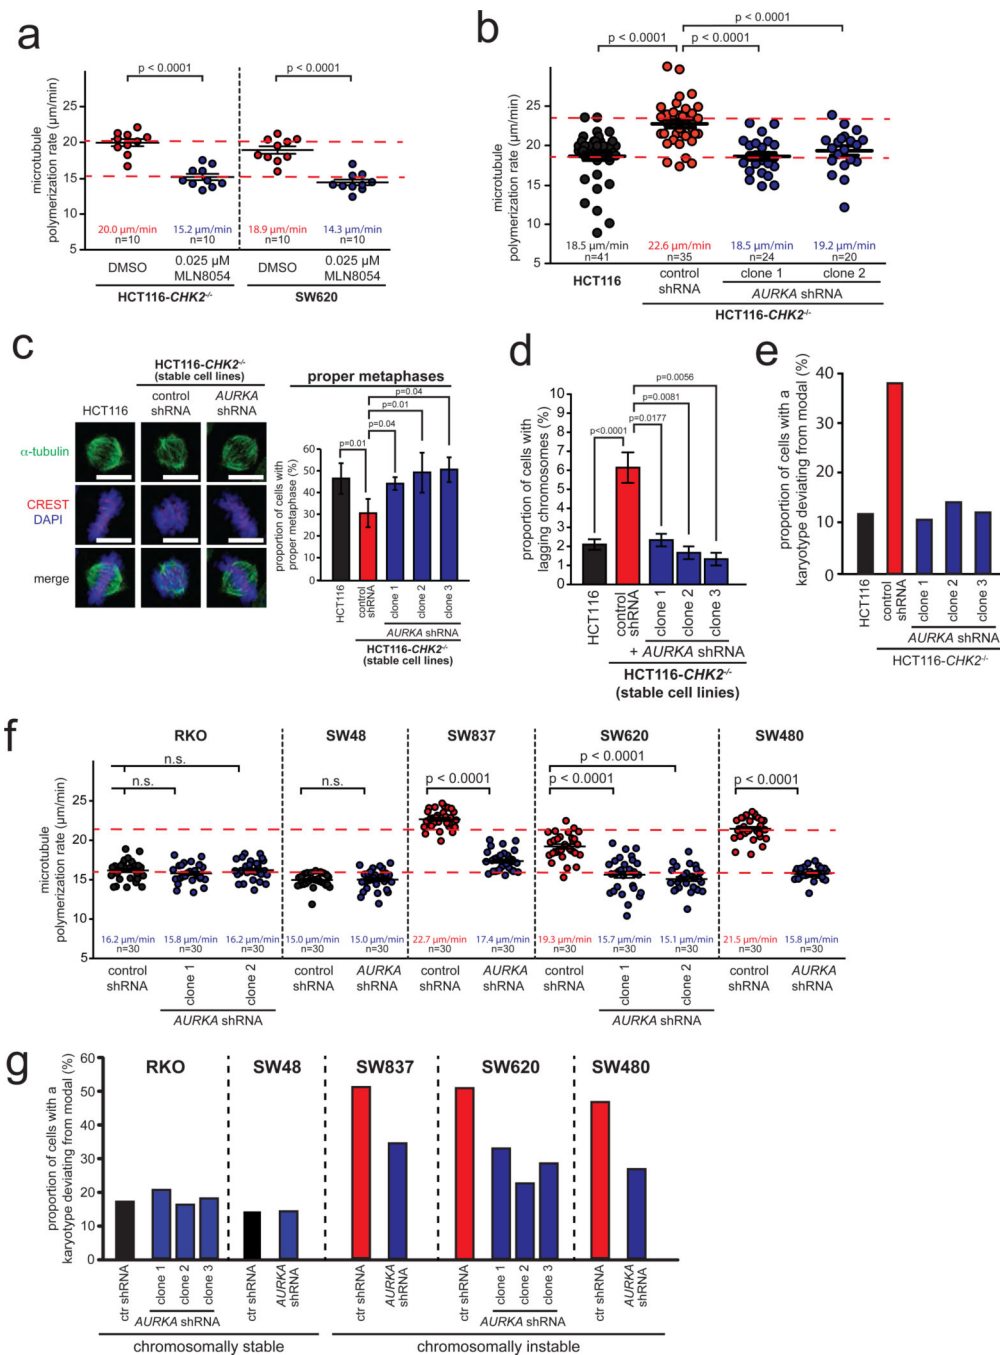 a
p < 0.0001
p < 0.0001
microtubule
polymerization rate (µm/min)
25
20
15
10
5
20.0 µm/min
n=10
15.2 µm/min
n=10
18.9 µm/min
n=10
14.3 µm/min
n=10
DMSO
0.025 µM
MLN8054
DMSO
0.025 µM
MLN8054
HCT116-CHK2-/-
SW620
b
p < 0.0001
p < 0.0001
p < 0.0001
microtubule
polymerization rate (µm/min)
30
25
20
15
10
5
18.5 µm/min
n=41
22.6 µm/min
n=35
18.5 µm/min
n=24
19.2 µm/min
n=20
HCT116
control
shRNA
clone 1
clone 2
AURKA shRNA
HCT116-CHK2-/-
c
HCT116-CHK2-/-
(stable cell lines)
HCT116
control
shRNA
AURKA
shRNA
α-tubulin
CREST
DAPI
merge
proper metaphases
p=0.04
p=0.01
p=0.01
p=0.04
proportion of cells with
proper metaphase (%)
60
50
40
30
20
10
0
HCT116
control
shRNA
clone 1
clone 2
clone 3
AURKA shRNA
HCT116-CHK2-/-
(stable cell lines)
d
p=0.0056
p=0.0081
p<0.0001
p=0.0177
proportion of cells with
lagging chromosomes (%)
10
9
8
7
6
5
4
3
2
1
0
HCT116
control
shRNA
clone 1
clone 2
clone 3
+ AURKA shRNA
HCT116-CHK2-/-
(stable cell linies)
e
proportion of cells with a
karyotype deviating from modal (%)
40
30
20
10
0
HCT116
control
shRNA
clone 1
clone 2
clone 3
AURKA shRNA
HCT116-CHK2-/-
f
RKO
SW48
SW837
SW620
SW480
n.s.
n.s.
n.s.
p < 0.0001
p < 0.0001
p < 0.0001
p < 0.0001
microtubule
polymerization rate (µm/min)
25
20
15
10
5
16.2 µm/min
n=30
15.8 µm/min
n=30
16.2 µm/min
n=30
15.0 µm/min
n=30
15.0 µm/min
n=30
22.7 µm/min
n=30
17.4 µm/min
n=30
19.3 µm/min
n=30
15.7 µm/min
n=30
15.1 µm/min
n=30
21.5 µm/min
n=30
15.8 µm/min
n=30
control
shRNA
clone 1
clone 2
AURKA shRNA
control
shRNA
AURKA
shRNA
control
shRNA
AURKA
shRNA
control
shRNA
clone 1
clone 2
AURKA shRNA
control
shRNA
AURKA
shRNA
g
RKO
SW48
SW837
SW620
SW480
proportion of cells with a
karyotype deviating from modal (%)
60
50
40
30
20
10
0
ctr shRNA
clone 1
clone 2
clone 3
AURKA shRNA
ctr shRNA
AURKA
shRNA
ctr shRNA
AURKA
shRNA
ctr shRNA
clone 1
clone 2
clone 3
AURKA shRNA
ctr shRNA
AURKA
shRNA
chromosomally stable
chromosomally instable